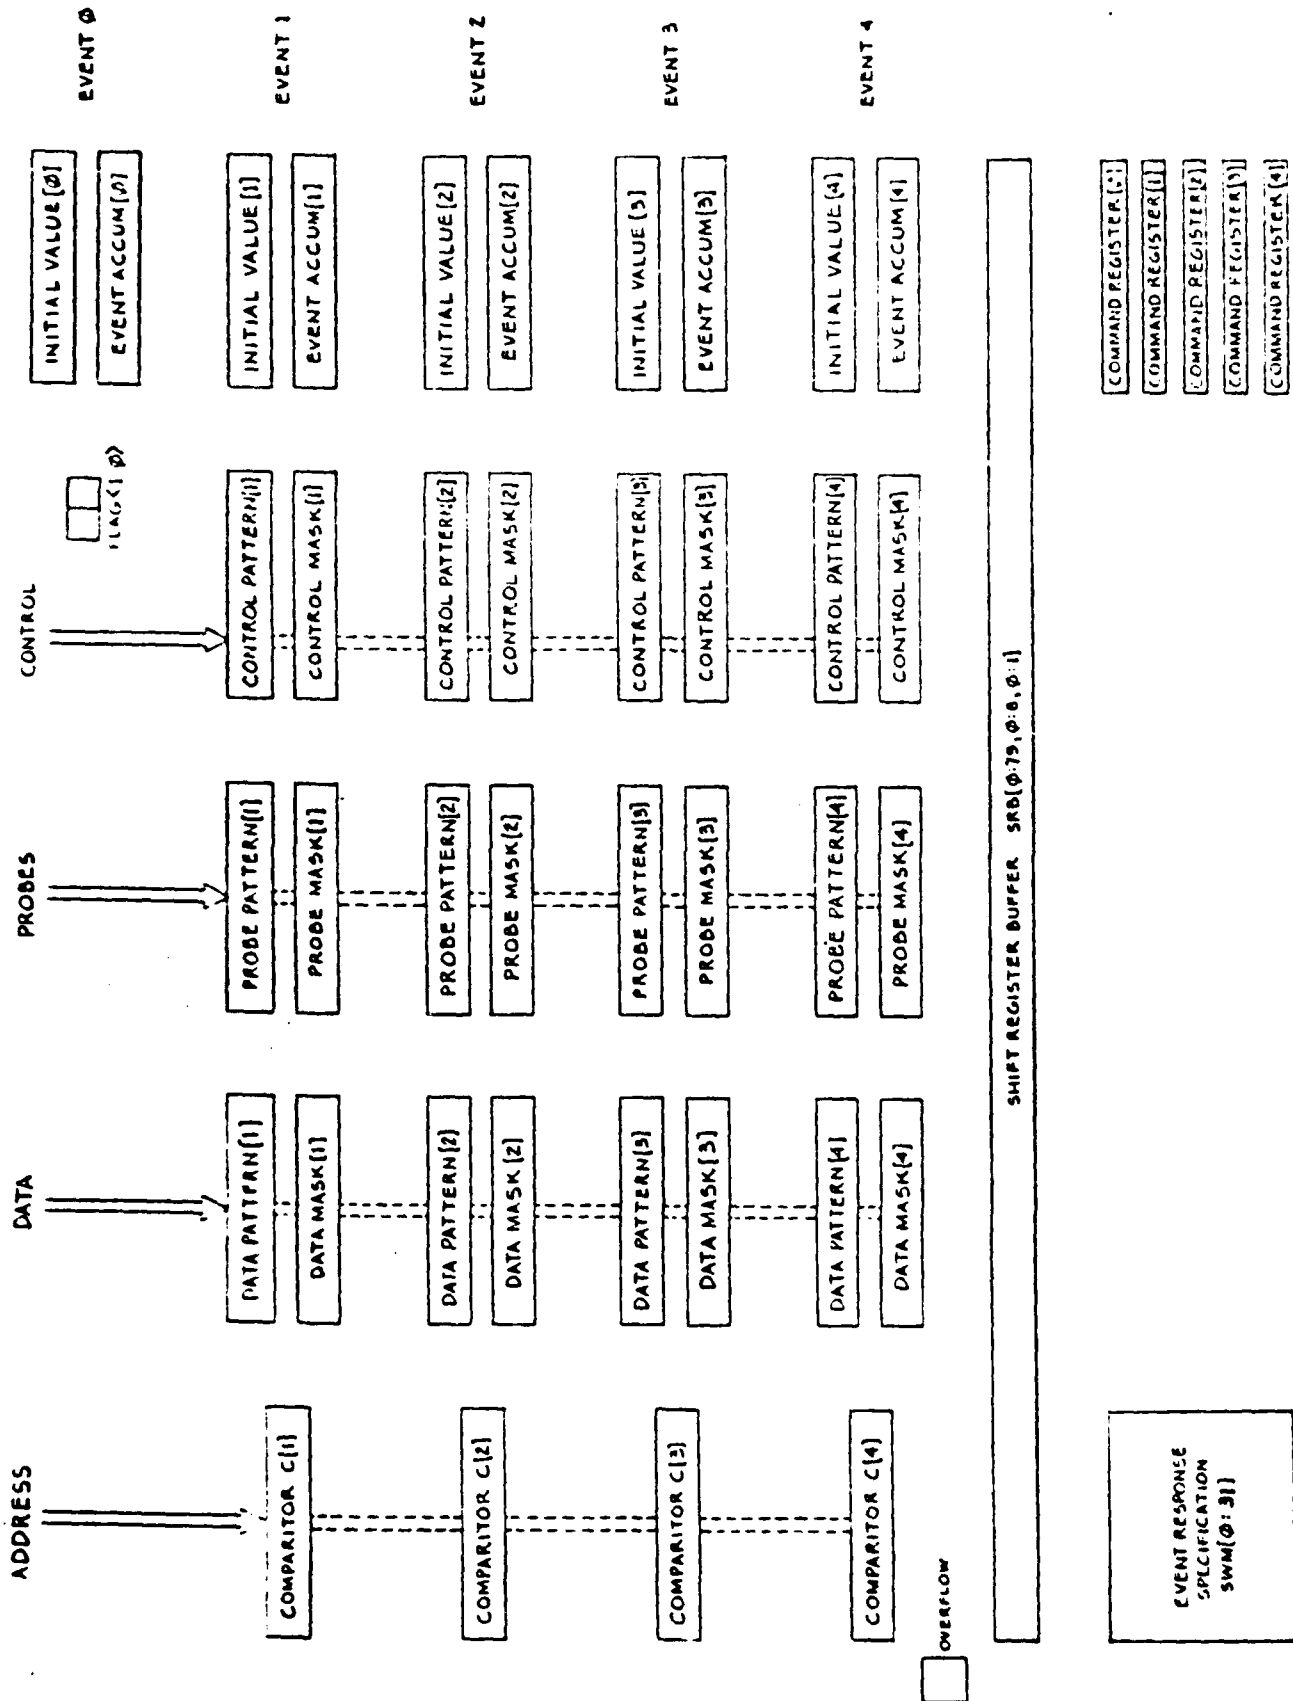 ADDRESS
DATA
PROBES
CONTROL
FLAG<1 Ø>
INITIAL VALUE[Ø]
EVENT ACCUM[Ø]
EVENT Ø
COMPARITOR C[1]
DATA PATTERN[1]
DATA MASK[1]
PROBE PATTERN[1]
PROBE MASK[1]
CONTROL PATTERN[1]
CONTROL MASK[1]
INITIAL VALUE[1]
EVENT ACCUM[1]
EVENT 1
COMPARITOR C[2]
DATA PATTERN[2]
DATA MASK[2]
PROBE PATTERN[2]
PROBE MASK[2]
CONTROL PATTERN[2]
CONTROL MASK[2]
INITIAL VALUE[2]
EVENT ACCUM[2]
EVENT 2
COMPARITOR C[3]
DATA PATTERN[3]
DATA MASK[3]
PROBE PATTERN[3]
PROBE MASK[3]
CONTROL PATTERN[3]
CONTROL MASK[3]
INITIAL VALUE[3]
EVENT ACCUM[3]
EVENT 3
COMPARITOR C[4]
DATA PATTERN[4]
DATA MASK[4]
PROBE PATTERN[4]
PROBE MASK[4]
CONTROL PATTERN[4]
CONTROL MASK[4]
INITIAL VALUE[4]
EVENT ACCUM[4]
EVENT 4
OVERFLOW
SHIFT REGISTER BUFFER SRB[Ø:79,Ø:8,Ø:1]
EVENT RESPONSE
SPECIFICATION
SWM[Ø:31]
COMMAND REGISTER[Ø]
COMMAND REGISTER[1]
COMMAND REGISTER[2]
COMMAND REGISTER[3]
COMMAND REGISTER[4]